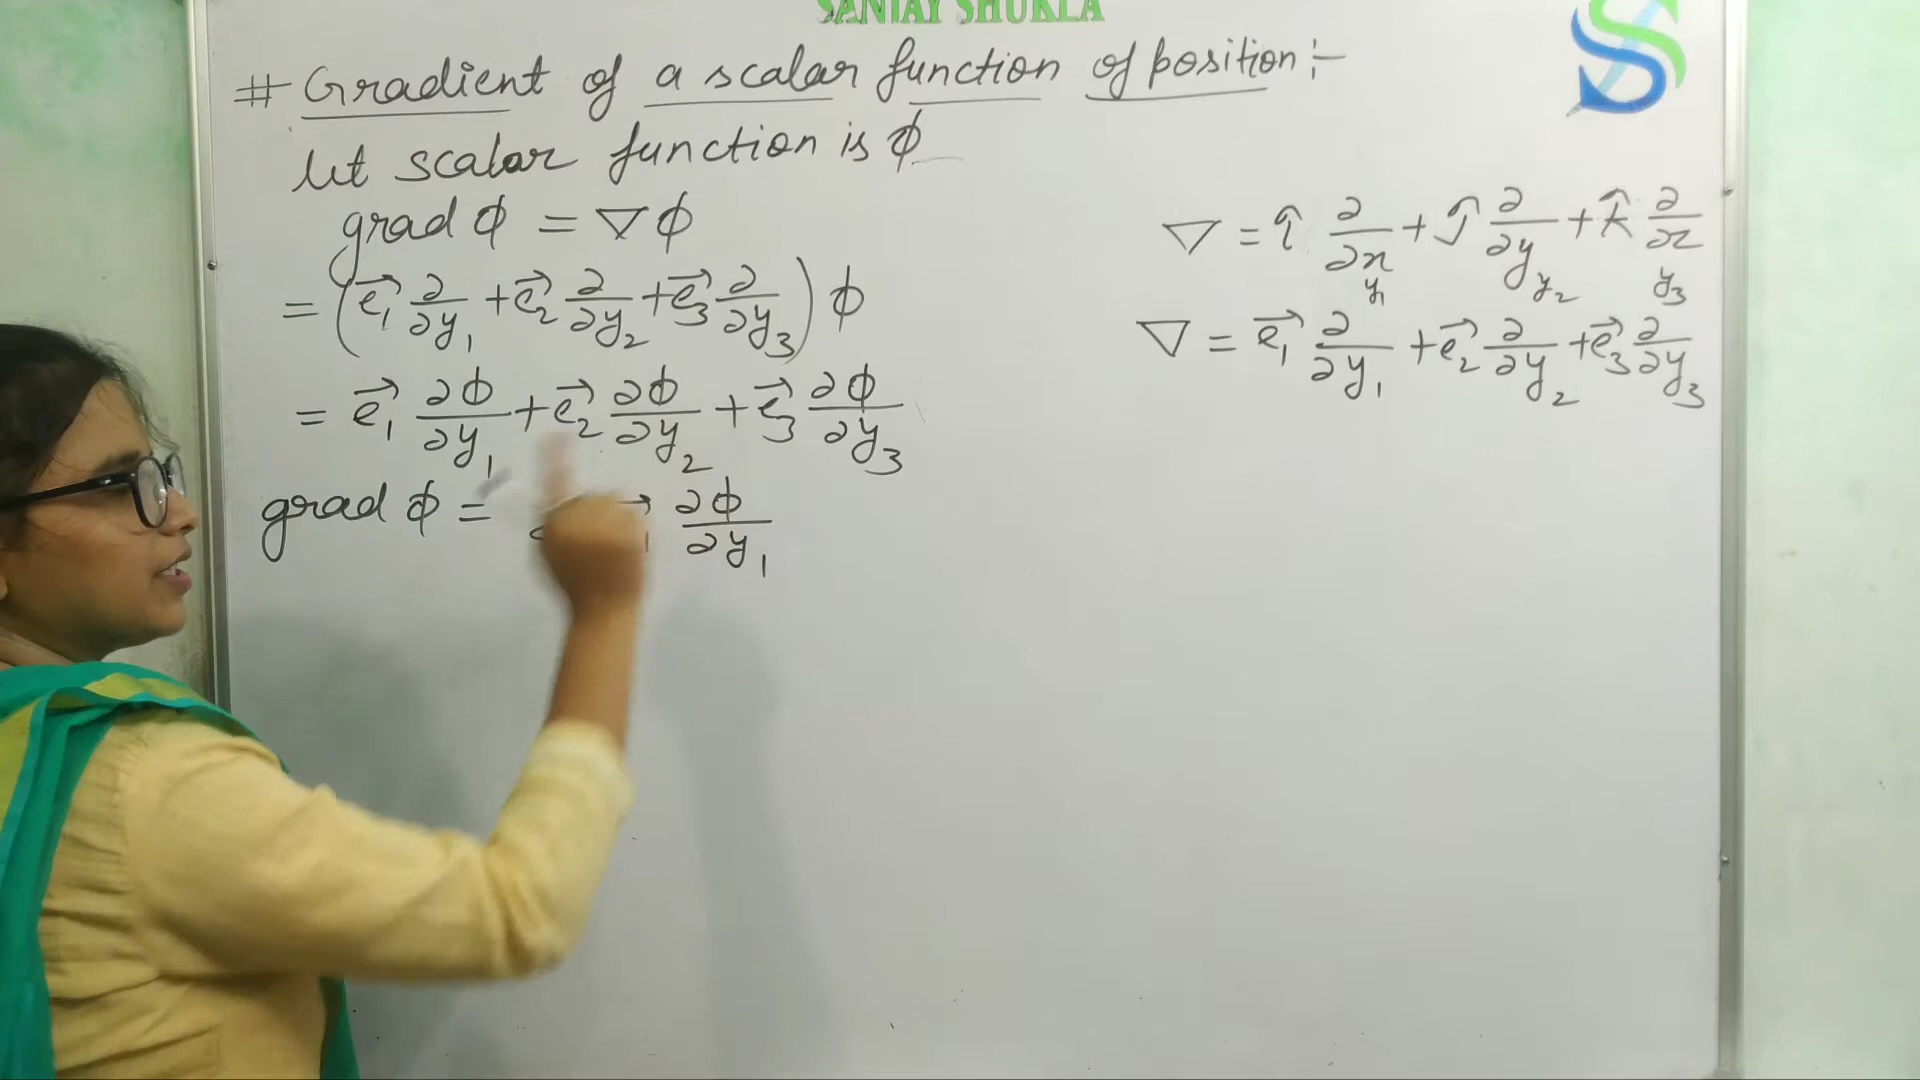 SANJAY SHUKLA
# Gradient of a scalar function of position :-
let scalar function is ϕ
grad ϕ = ▽ϕ
= (e⃗₁ ∂/∂y₁ + e⃗₂ ∂/∂y₂ + e⃗₃ ∂/∂y₃) ϕ
= e⃗₁ ∂ϕ/∂y₁ + e⃗₂ ∂ϕ/∂y₂ + e⃗₃ ∂ϕ/∂y₃
grad ϕ = ∂ϕ/∂y₁
▽ = î ∂/∂x + ĵ ∂/∂y + k̂ ∂/∂z
y₁ y₂ y₃
▽ = e⃗₁ ∂/∂y₁ + e⃗₂ ∂/∂y₂ + e⃗₃ ∂/∂y₃